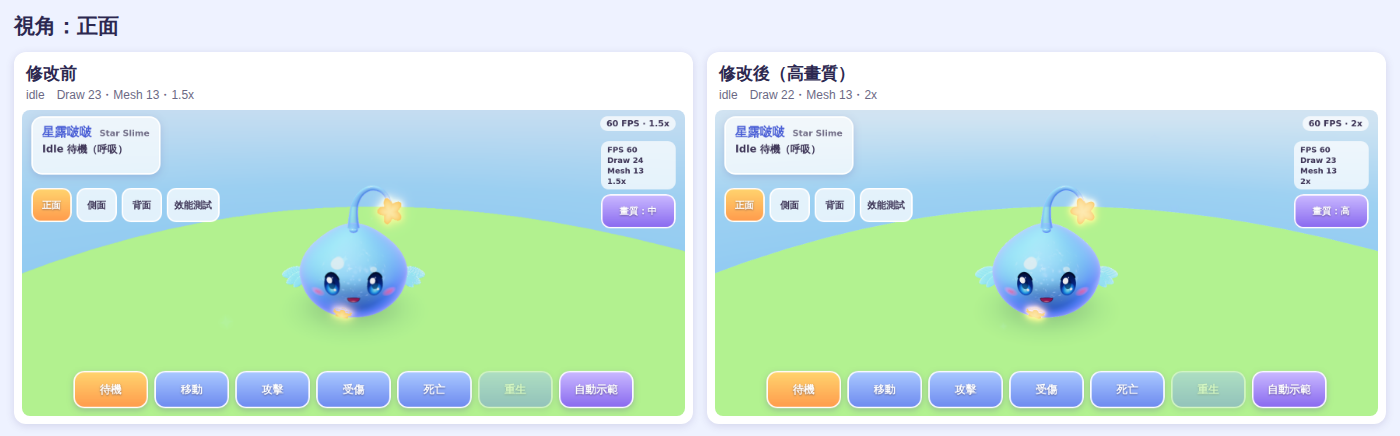 視角：正面
修改前
idle Draw 23・Mesh 13・1.5x
星露啵啵 Star Slime
Idle 待機（呼吸）
正面 側面 背面 效能測試
60 FPS · 1.5x
FPS 60
Draw 24
Mesh 13
1.5x
畫質：中
待機 移動 攻擊 受傷 死亡 重生 自動示範
修改後（高畫質）
idle Draw 22・Mesh 13・2x
星露啵啵 Star Slime
Idle 待機（呼吸）
正面 側面 背面 效能測試
60 FPS · 2x
FPS 60
Draw 23
Mesh 13
2x
畫質：高
待機 移動 攻擊 受傷 死亡 重生 自動示範